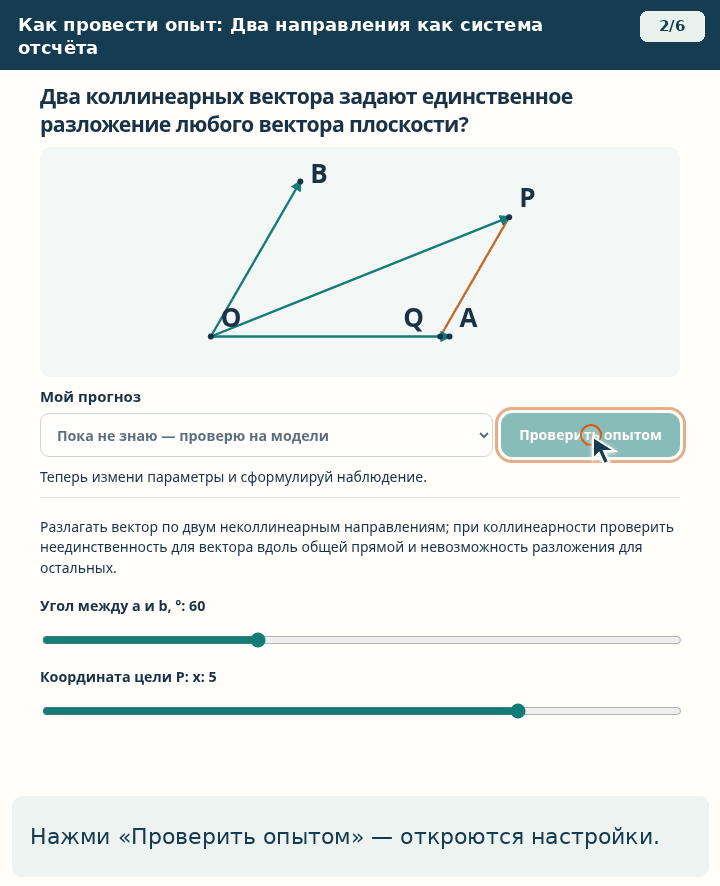 Как провести опыт: Два направления как система
отсчёта
2/6
Два коллинеарных вектора задают единственное
разложение любого вектора плоскости?
B
P
O
Q
A
Мой прогноз
Пока не знаю — проверю на модели
Проверить опытом
Теперь измени параметры и сформулируй наблюдение.
Разлагать вектор по двум неколлинеарным направлениям; при коллинеарности проверить
неединственность для вектора вдоль общей прямой и невозможность разложения для
остальных.
Угол между a и b, °: 60
Координата цели P: x: 5
Нажми «Проверить опытом» — откроются настройки.